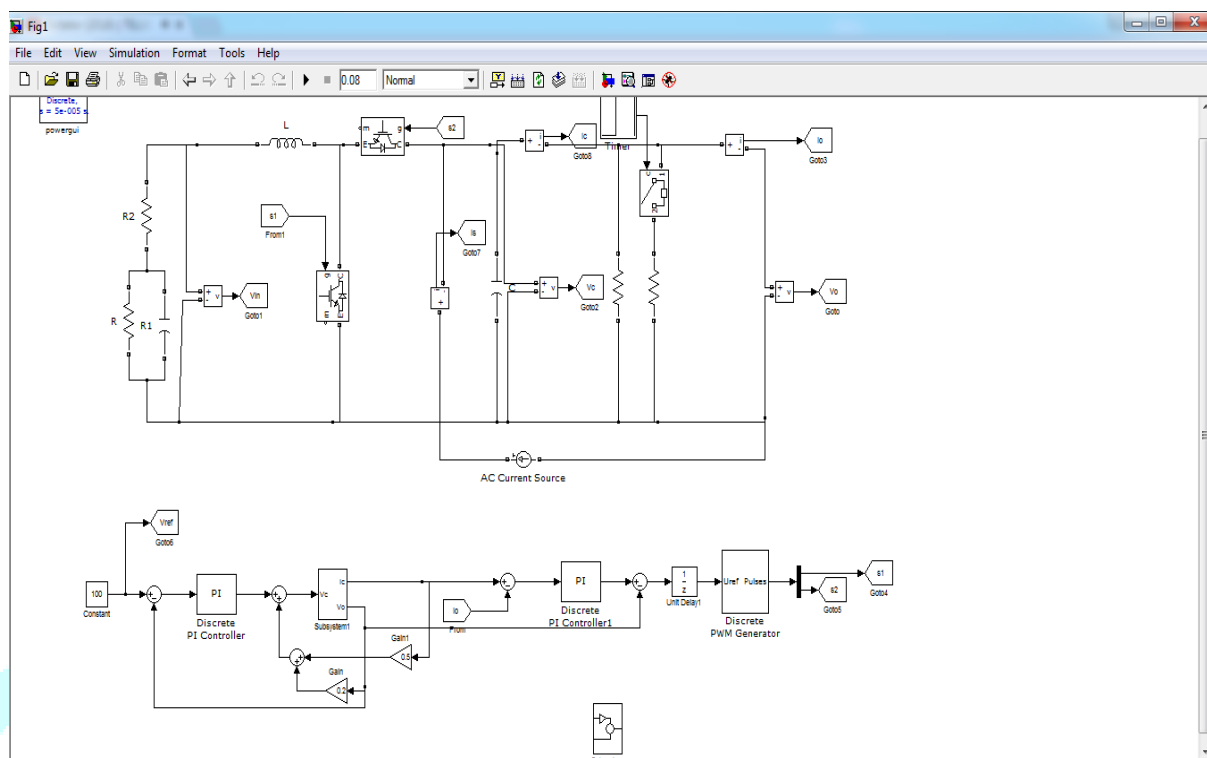 Fig1
File Edit View Simulation Format Tools Help
0.08 Normal
Discrete,
s = 5e-005 s.
powergui
L
m g
E C
s2
i
Ic
Goto8
Timer
i
Io
Goto3
R2
s1
From1
Is
Goto7
c 1
2
g C
m E
R
R1
v
Vin
Goto1
C
v
Vc
Goto2
v
Vo
Goto
AC Current Source
Vref
Goto6
100
Constant
PI
Discrete
PI Controller
Vc
Ic
Vo
Subsystem1
Io
From
PI
Discrete
PI Controller1
1
z
Unit Delay1
Uref Pulses
Discrete
PWM Generator
s1
Goto4
s2
Goto5
Gain1
0.5
Gain
0.2